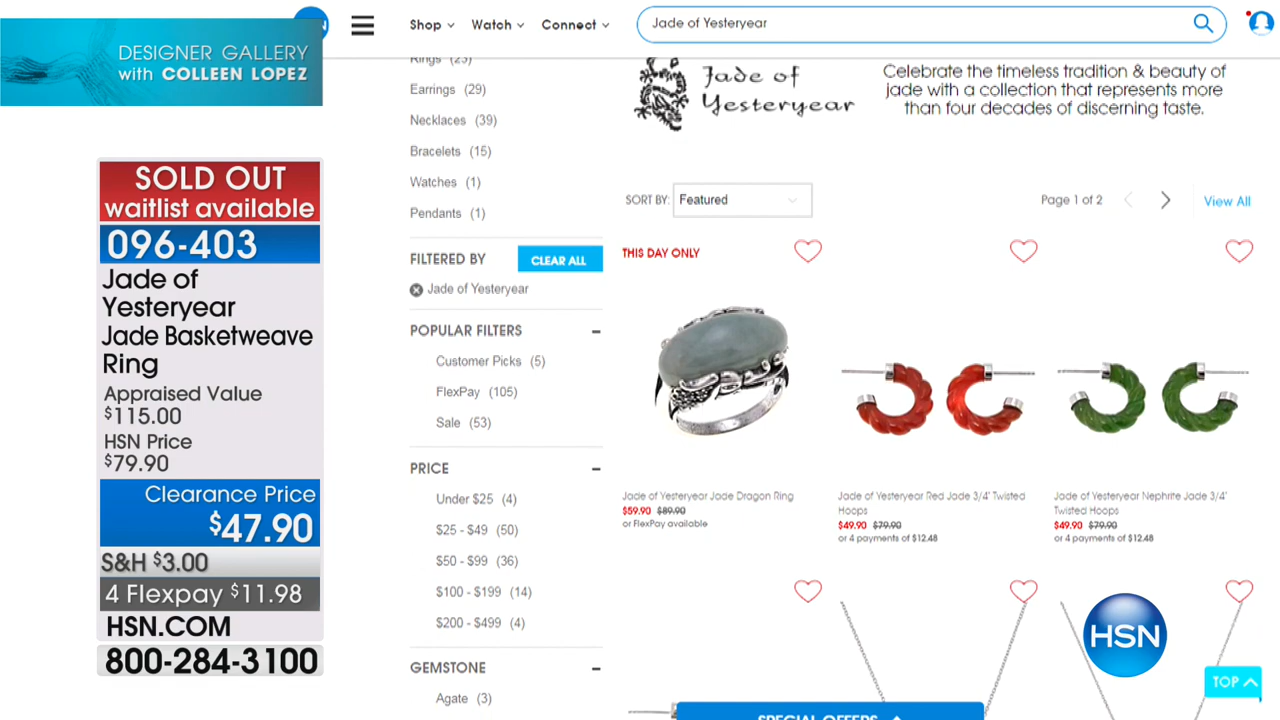 DESIGNER GALLERY
with COLLEEN LOPEZ
SOLD OUT
waitlist available
096-403
Jade of
Yesteryear
Jade Basketweave
Ring
Appraised Value
$115.00
HSN Price
$79.90
Clearance Price
$47.90
S&H $3.00
4 Flexpay $11.98
HSN.COM
800-284-3100
Shop Watch Connect
Jade of Yesteryear
Rings (23)
Earrings (29)
Necklaces (39)
Bracelets (15)
Watches (1)
Pendants (1)
FILTERED BY CLEAR ALL
Jade of Yesteryear
POPULAR FILTERS
Customer Picks (5)
FlexPay (105)
Sale (53)
PRICE
Under $25 (4)
$25 - $49 (50)
$50 - $99 (36)
$100 - $199 (14)
$200 - $499 (4)
GEMSTONE
Agate (3)
Jade of
Yesteryear
Celebrate the timeless tradition & beauty of
jade with a collection that represents more
than four decades of discerning taste.
SORT BY: Featured
Page 1 of 2
View All
THIS DAY ONLY
Jade of Yesteryear Jade Dragon Ring
$59.90 $89.90
or FlexPay available
Jade of Yesteryear Red Jade 3/4" Twisted
Hoops
$49.90 $79.90
or 4 payments of $12.48
Jade of Yesteryear Nephrite Jade 3/4"
Twisted Hoops
$49.90 $79.90
or 4 payments of $12.48
HSN
TOP
SPECIAL OFFERS